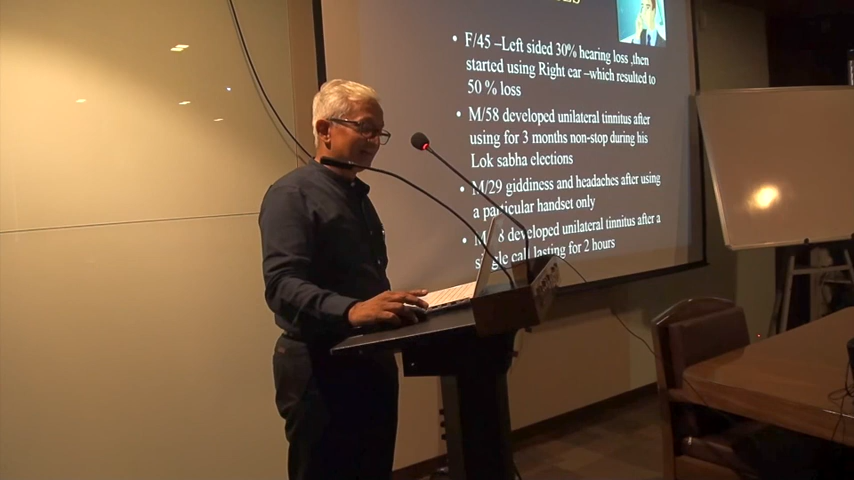 • F/45 –Left sided 30% hearing loss ,then
started using Right ear –which resulted to
50 % loss
• M/58 developed unilateral tinnitus after
using for 3 months non-stop during his
Lok sabha elections
• M/29 giddiness and headaches after using
a particular handset only
• 8 developed unilateral tinnitus after a
single call lasting for 2 hours